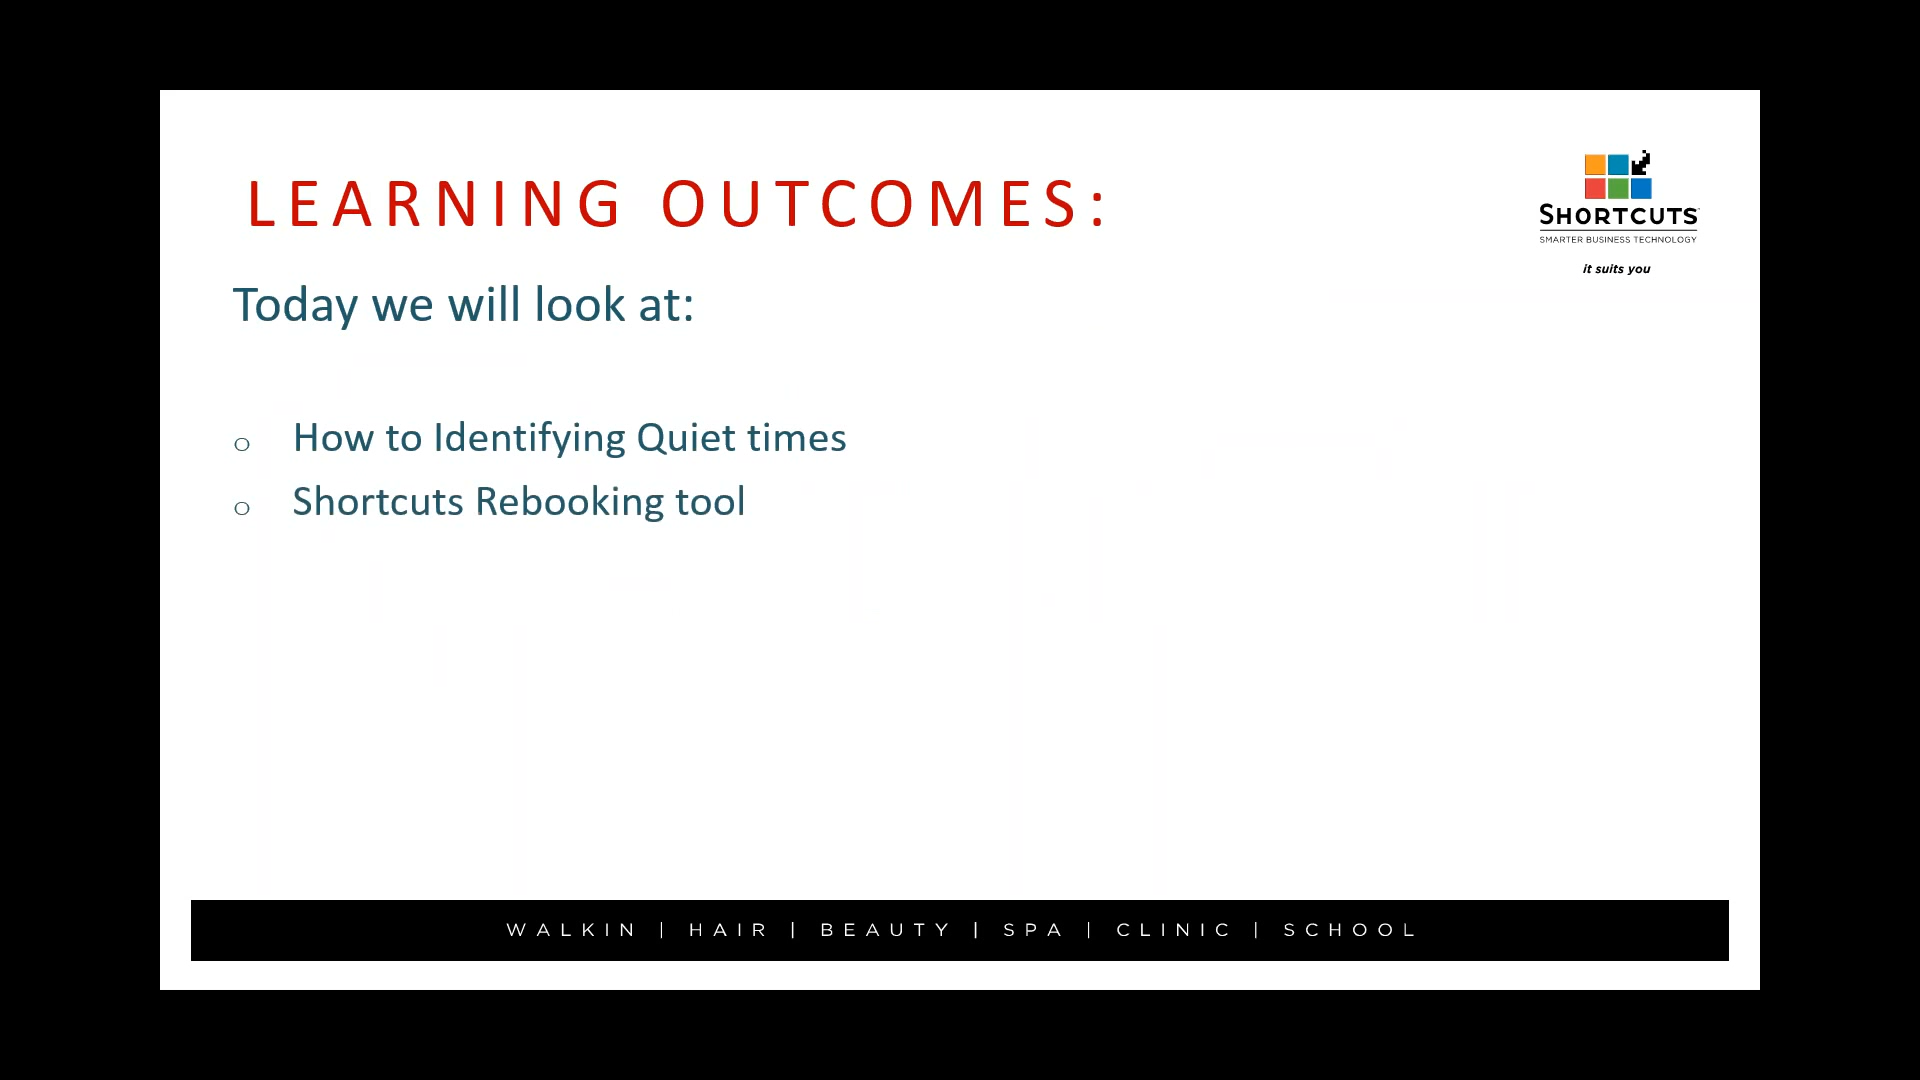 LEARNING OUTCOMES:
SHORTCUTS
SMARTER BUSINESS TECHNOLOGY
it suits you
Today we will look at:
o How to Identifying Quiet times
o Shortcuts Rebooking tool
WALKIN | HAIR | BEAUTY | SPA | CLINIC | SCHOOL